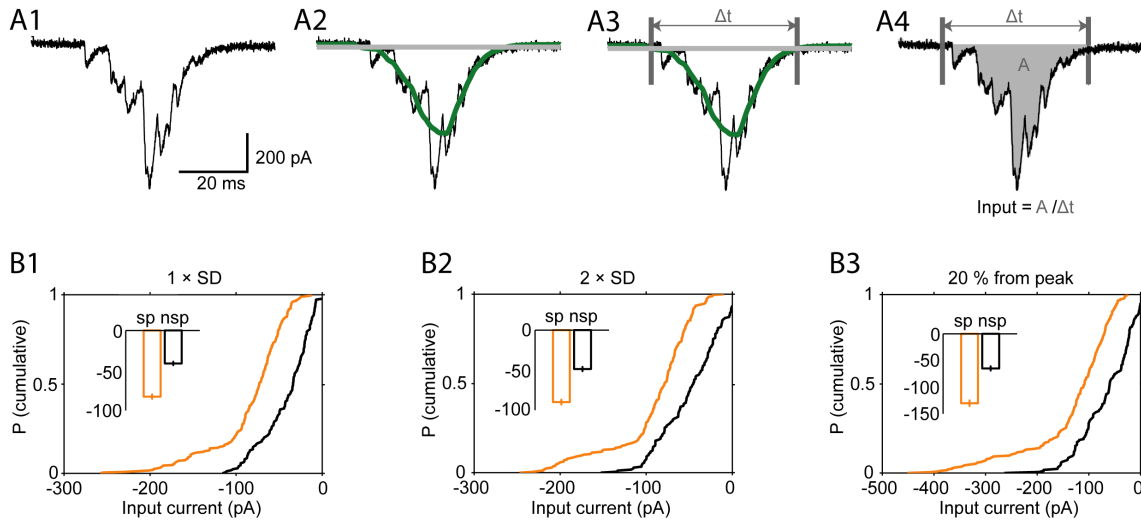 A1
A2
A3
A4
Δt
Δt
A
200 pA
20 ms
Input = A /Δt
B1
B2
B3
1 × SD
2 × SD
20 % from peak
P (cumulative)
1
0.5
0
sp nsp
0
-50
-100
-300 -200 -100 0
Input current (pA)
P (cumulative)
1
0.5
0
sp nsp
0
-50
-100
-300 -200 -100 0
Input current (pA)
P (cumulative)
1
0.5
0
sp nsp
0
-50
-100
-150
-500 -400 -300 -200 -100 0
Input current (pA)